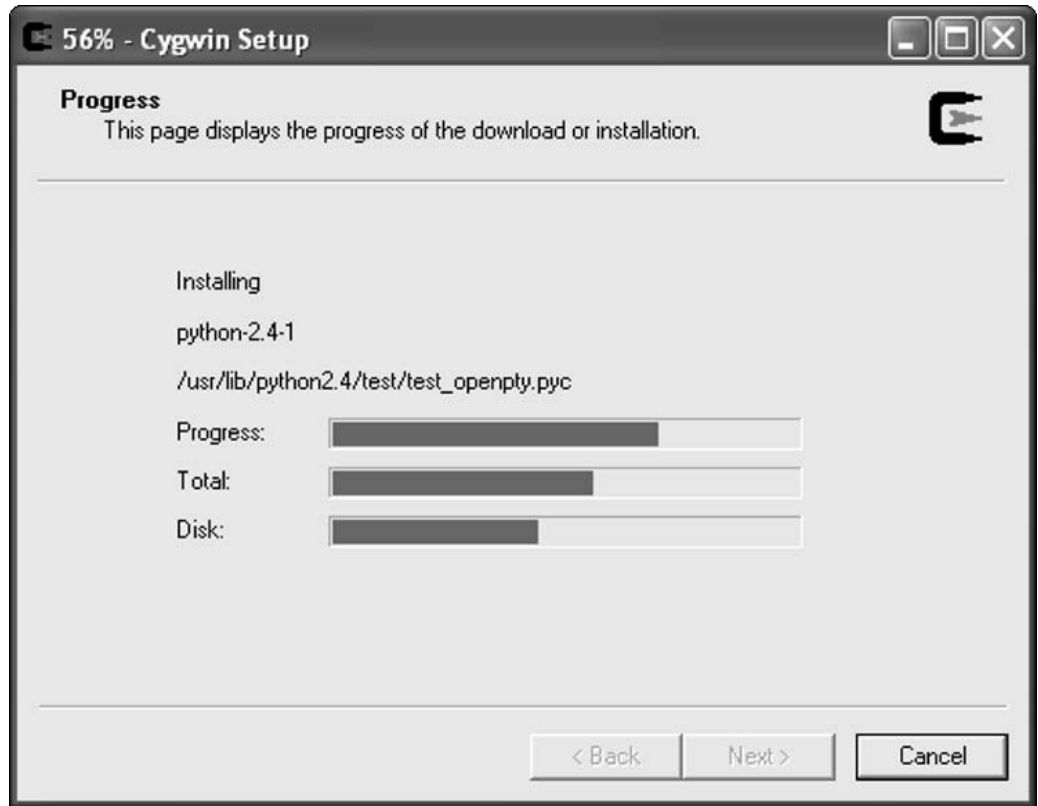 56% - Cygwin Setup
Progress
This page displays the progress of the download or installation.
Installing
python-2.4-1
/usr/lib/python2.4/test/test_openpty.pyc
Progress:
Total:
Disk:
< Back Next > Cancel